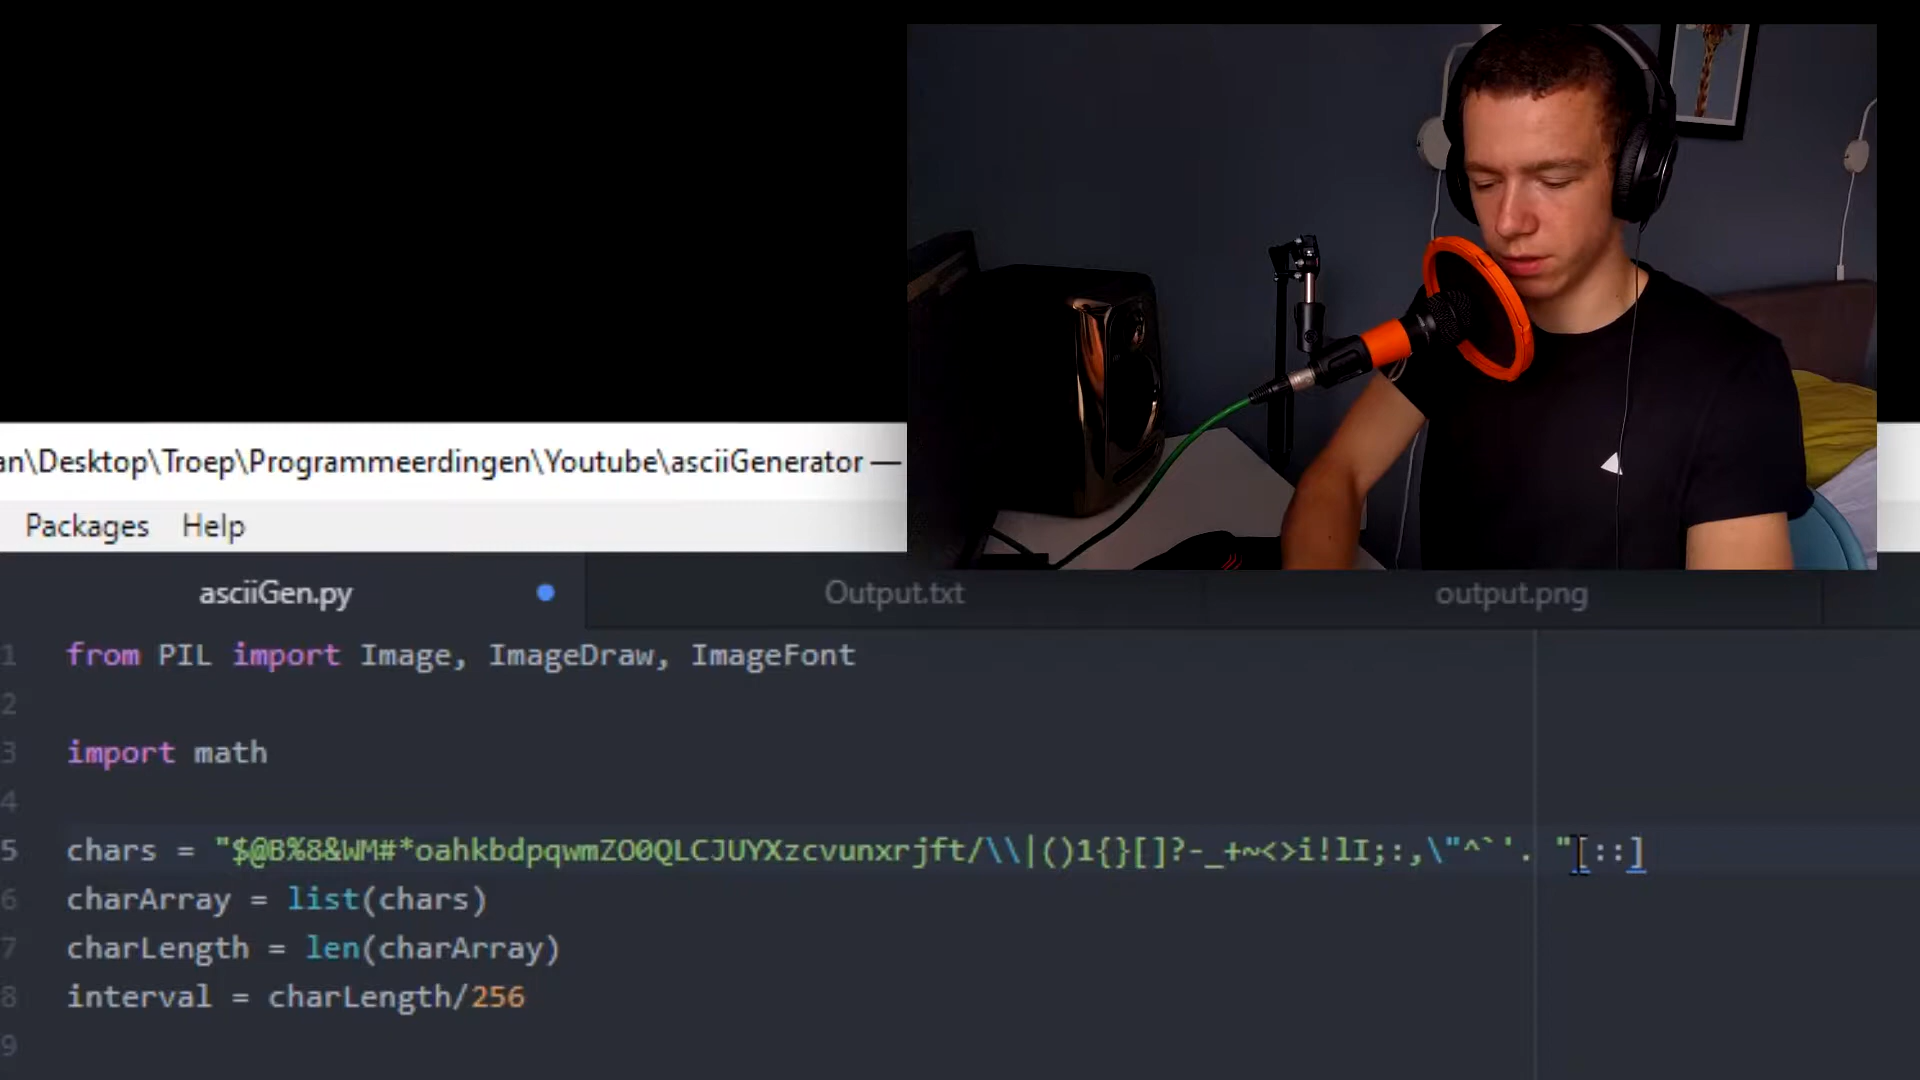 an\Desktop\Troep\Programmeerdingen\Youtube\asciiGenerator —
Packages Help
asciiGen.py Output.txt output.png
1 from PIL import Image, ImageDraw, ImageFont
2
3 import math
4
5 chars = "$@B%8&WM#*oahkbdpqwmZO0QLCJUYXzcvunxrjft/\\|()1{}[]?-_+~<>i!lI;:,\"^`'. "[::]
6 charArray = list(chars)
7 charLength = len(charArray)
8 interval = charLength/256
9